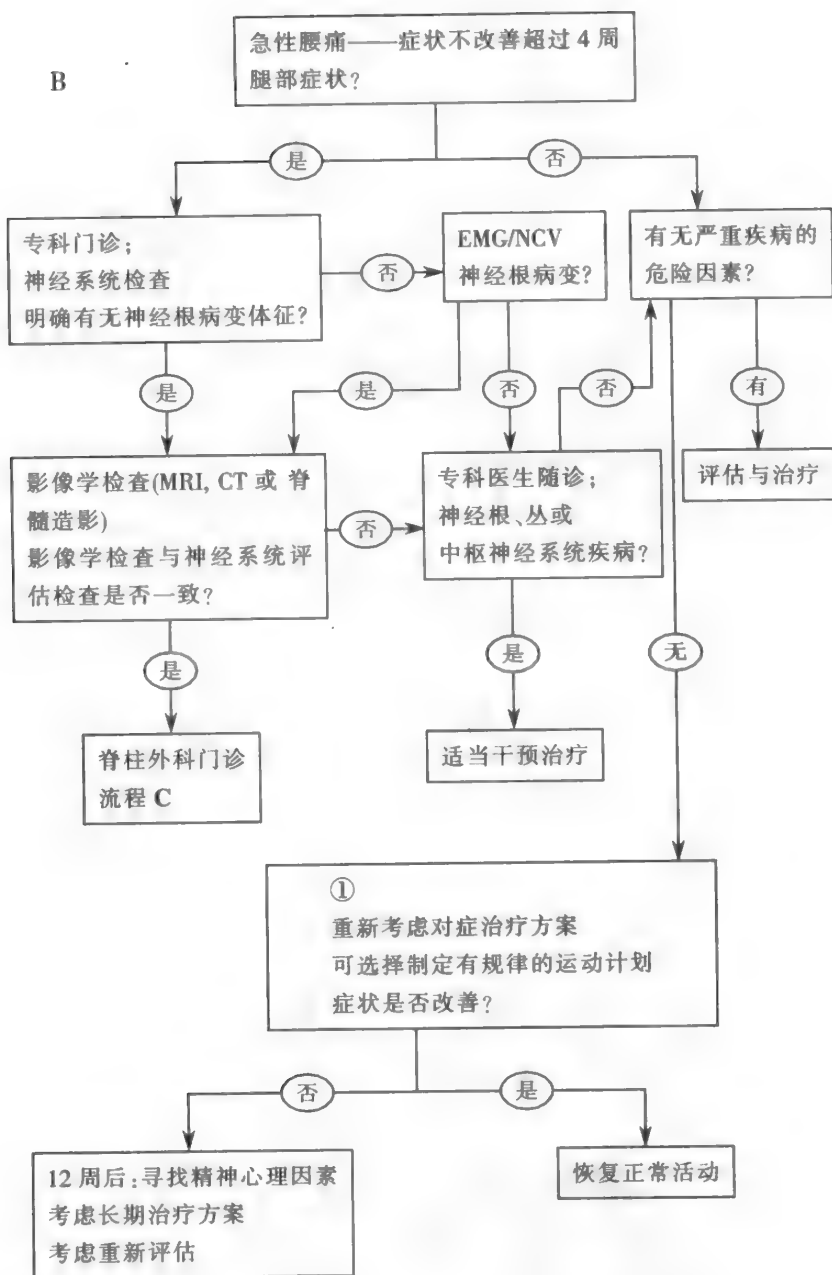 B
急性腰痛——症状不改善超过 4 周
腿部症状?
是
否
专科门诊;
神经系统检查
明确有无神经根病变体征?
否
EMG/NCV
神经根病变?
有无严重疾病的
危险因素?
是
是
否
否
有
影像学检查(MRI, CT 或 脊
髓造影)
影像学检查与神经系统评
估检查是否一致?
否
专科医生随诊;
神经根、丛或
中枢神经系统疾病?
评估与治疗
是
是
无
脊柱外科门诊
流程 C
适当干预治疗
①
重新考虑对症治疗方案
可选择制定有规律的运动计划
症状是否改善?
否
是
12 周后:寻找精神心理因素
考虑长期治疗方案
考虑重新评估
恢复正常活动